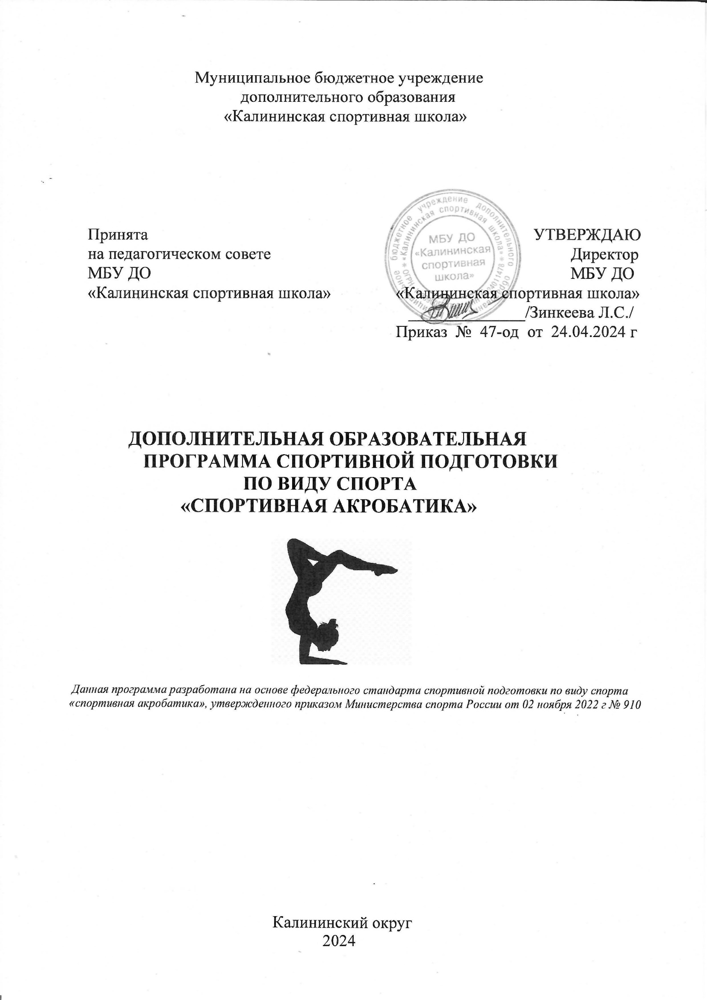 Муниципальное бюджетное учреждение
дополнительного образования
«Калининская спортивная школа»
Принята
на педагогическом совете
МБУ ДО
«Калининская спортивная школа»
УТВЕРЖДАЮ
Директор
МБУ ДО
«Калининская спортивная школа»
/Зинкеева Л.С./
Приказ № 47-од от 24.04.2024 г
бюджетное учреждение дополнительного
«Калининская спортивная школа»
МБУ ДО
«Калининская
спортивная
школа»
ДОПОЛНИТЕЛЬНАЯ ОБРАЗОВАТЕЛЬНАЯ
ПРОГРАММА СПОРТИВНОЙ ПОДГОТОВКИ
ПО ВИДУ СПОРТА
«СПОРТИВНАЯ АКРОБАТИКА»
Данная программа разработана на основе федерального стандарта спортивной подготовки по виду спорта
«спортивная акробатика», утвержденного приказом Министерства спорта России от 02 ноября 2022 г № 910
Калининский округ
2024